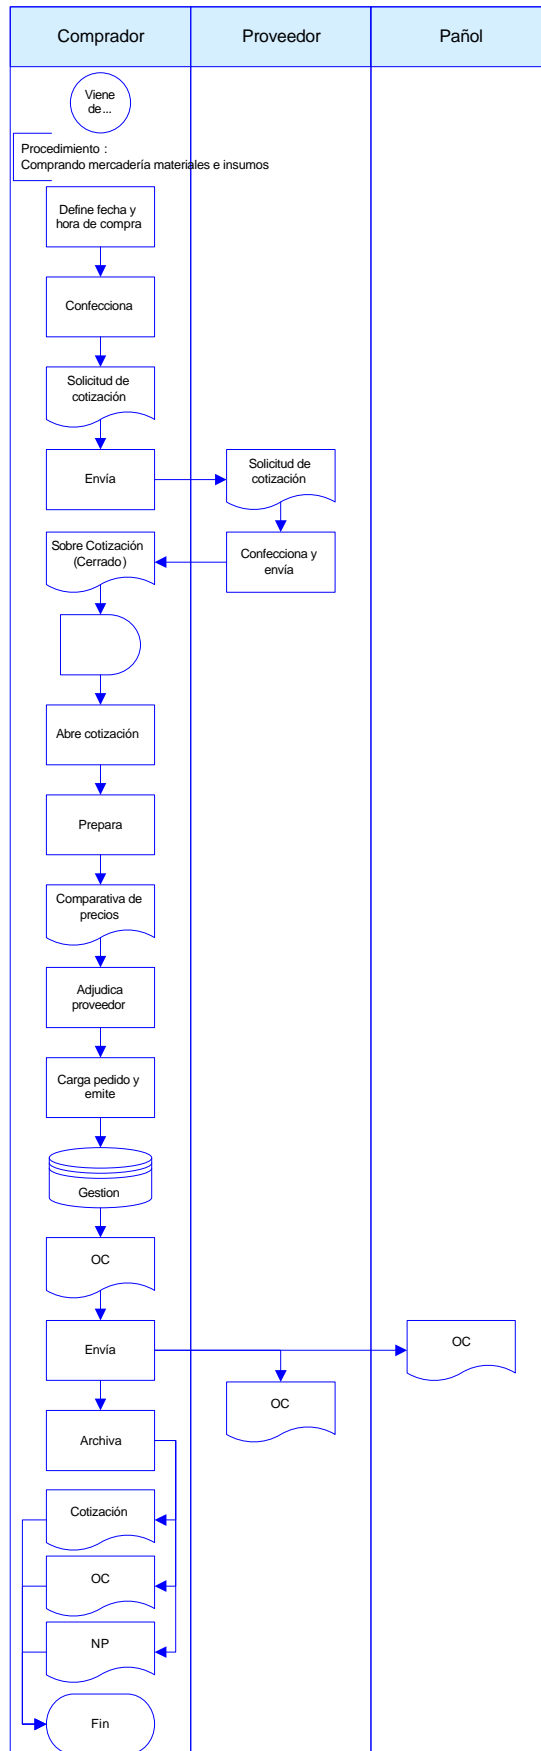 Comprador
Proveedor
Pañol
Viene
de...
Procedimiento :
Comprando mercadería materiales e insumos
Define fecha y
hora de compra
Confecciona
Solicitud de
cotización
Envía
Solicitud de
cotización
Sobre Cotización
(Cerrado)
Confecciona y
envía
Abre cotización
Prepara
Comparativa de
precios
Adjudica
proveedor
Carga pedido y
emite
Gestion
OC
Envía
OC
OC
Archiva
Cotización
OC
NP
Fin